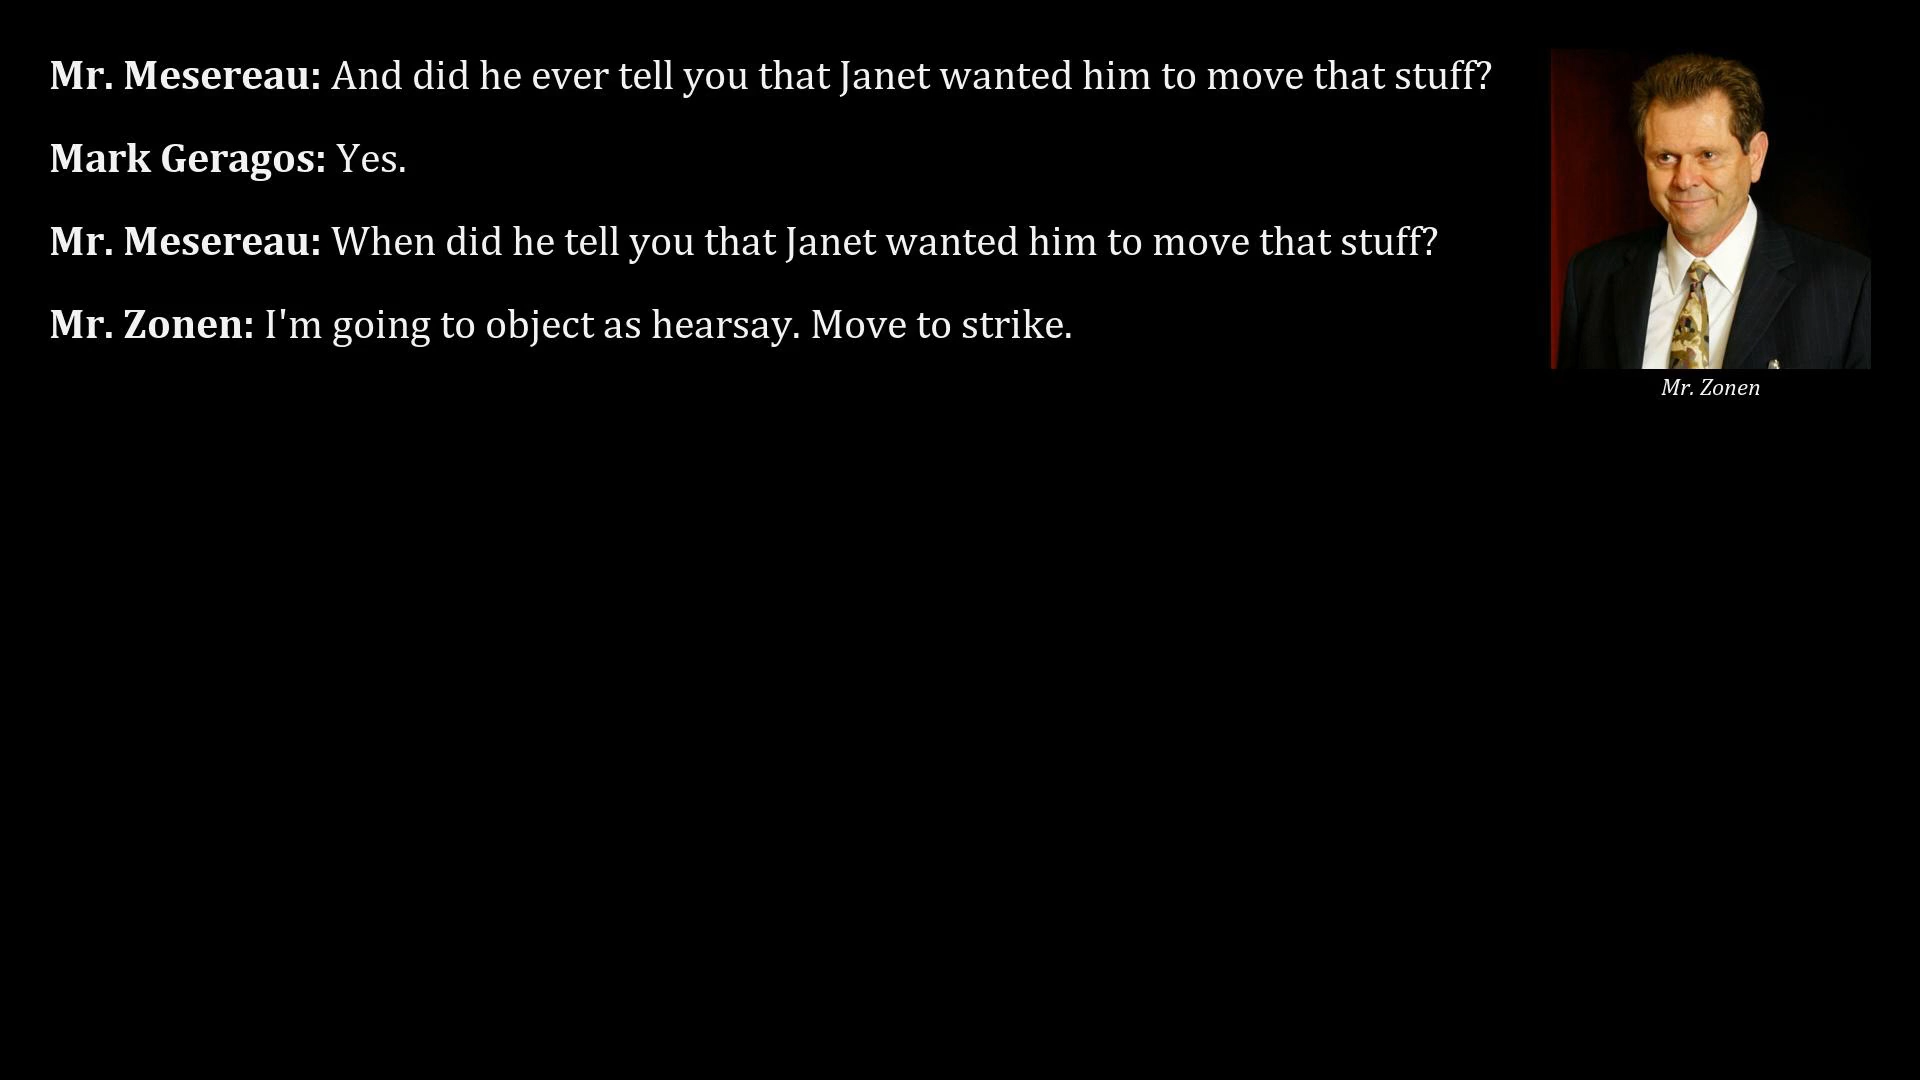 Mr. Mesereau: And did he ever tell you that Janet wanted him to move that stuff?
Mark Geragos: Yes.
Mr. Mesereau: When did he tell you that Janet wanted him to move that stuff?
Mr. Zonen: I'm going to object as hearsay. Move to strike.
Mr. Zonen